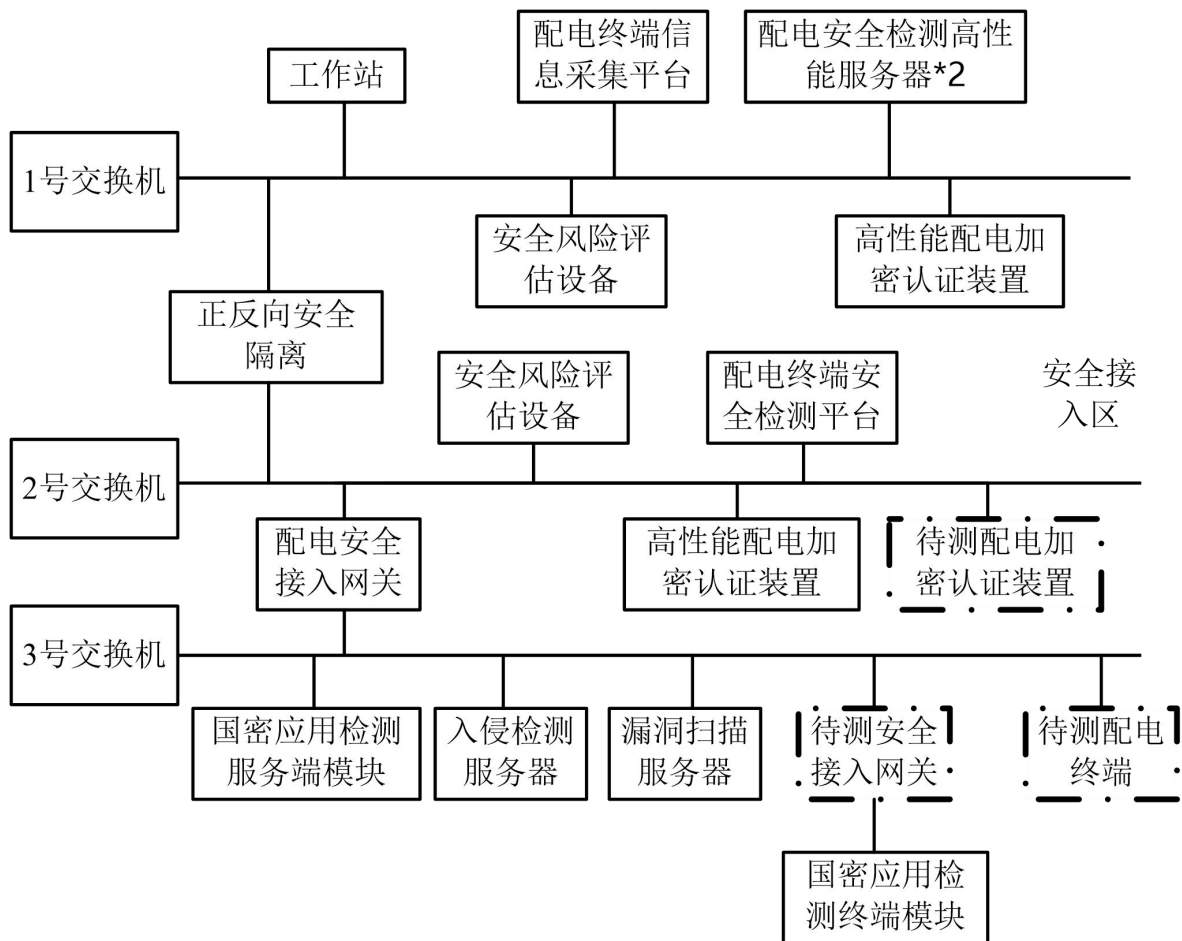 工作站
配电终端信
息采集平台
配电安全检测高性
能服务器*2
1号交换机
安全风险评
估设备
高性能配电加
密认证装置
正反向安全
隔离
安全风险评
估设备
配电终端安
全检测平台
安全接
入区
2号交换机
配电安全
接入网关
高性能配电加
密认证装置
待测配电加
密认证装置
3号交换机
国密应用检测
服务端模块
入侵检测
服务器
漏洞扫描
服务器
待测安全
接入网关
待测配电
终端
国密应用检
测终端模块